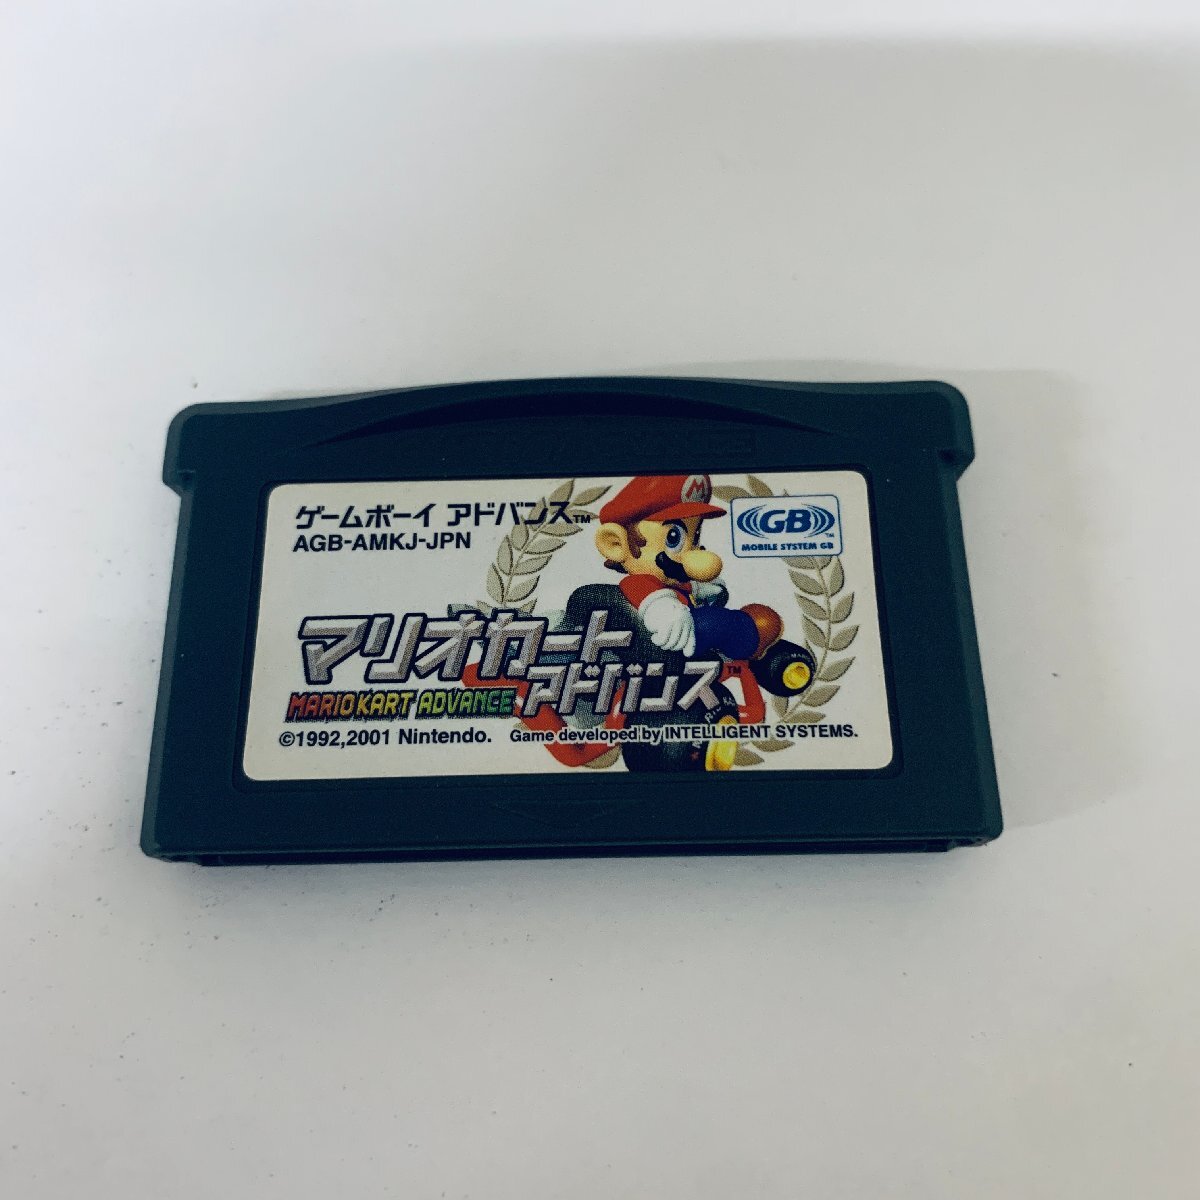 ゲームボーイ アドバンス™
AGB-AMKJ-JPN
M
GB™
MOBILE SYSTEM GB
マリオカート
アドバンス™
MARIO KART ADVANCE
©1992,2001 Nintendo. Game developed by INTELLIGENT SYSTEMS.